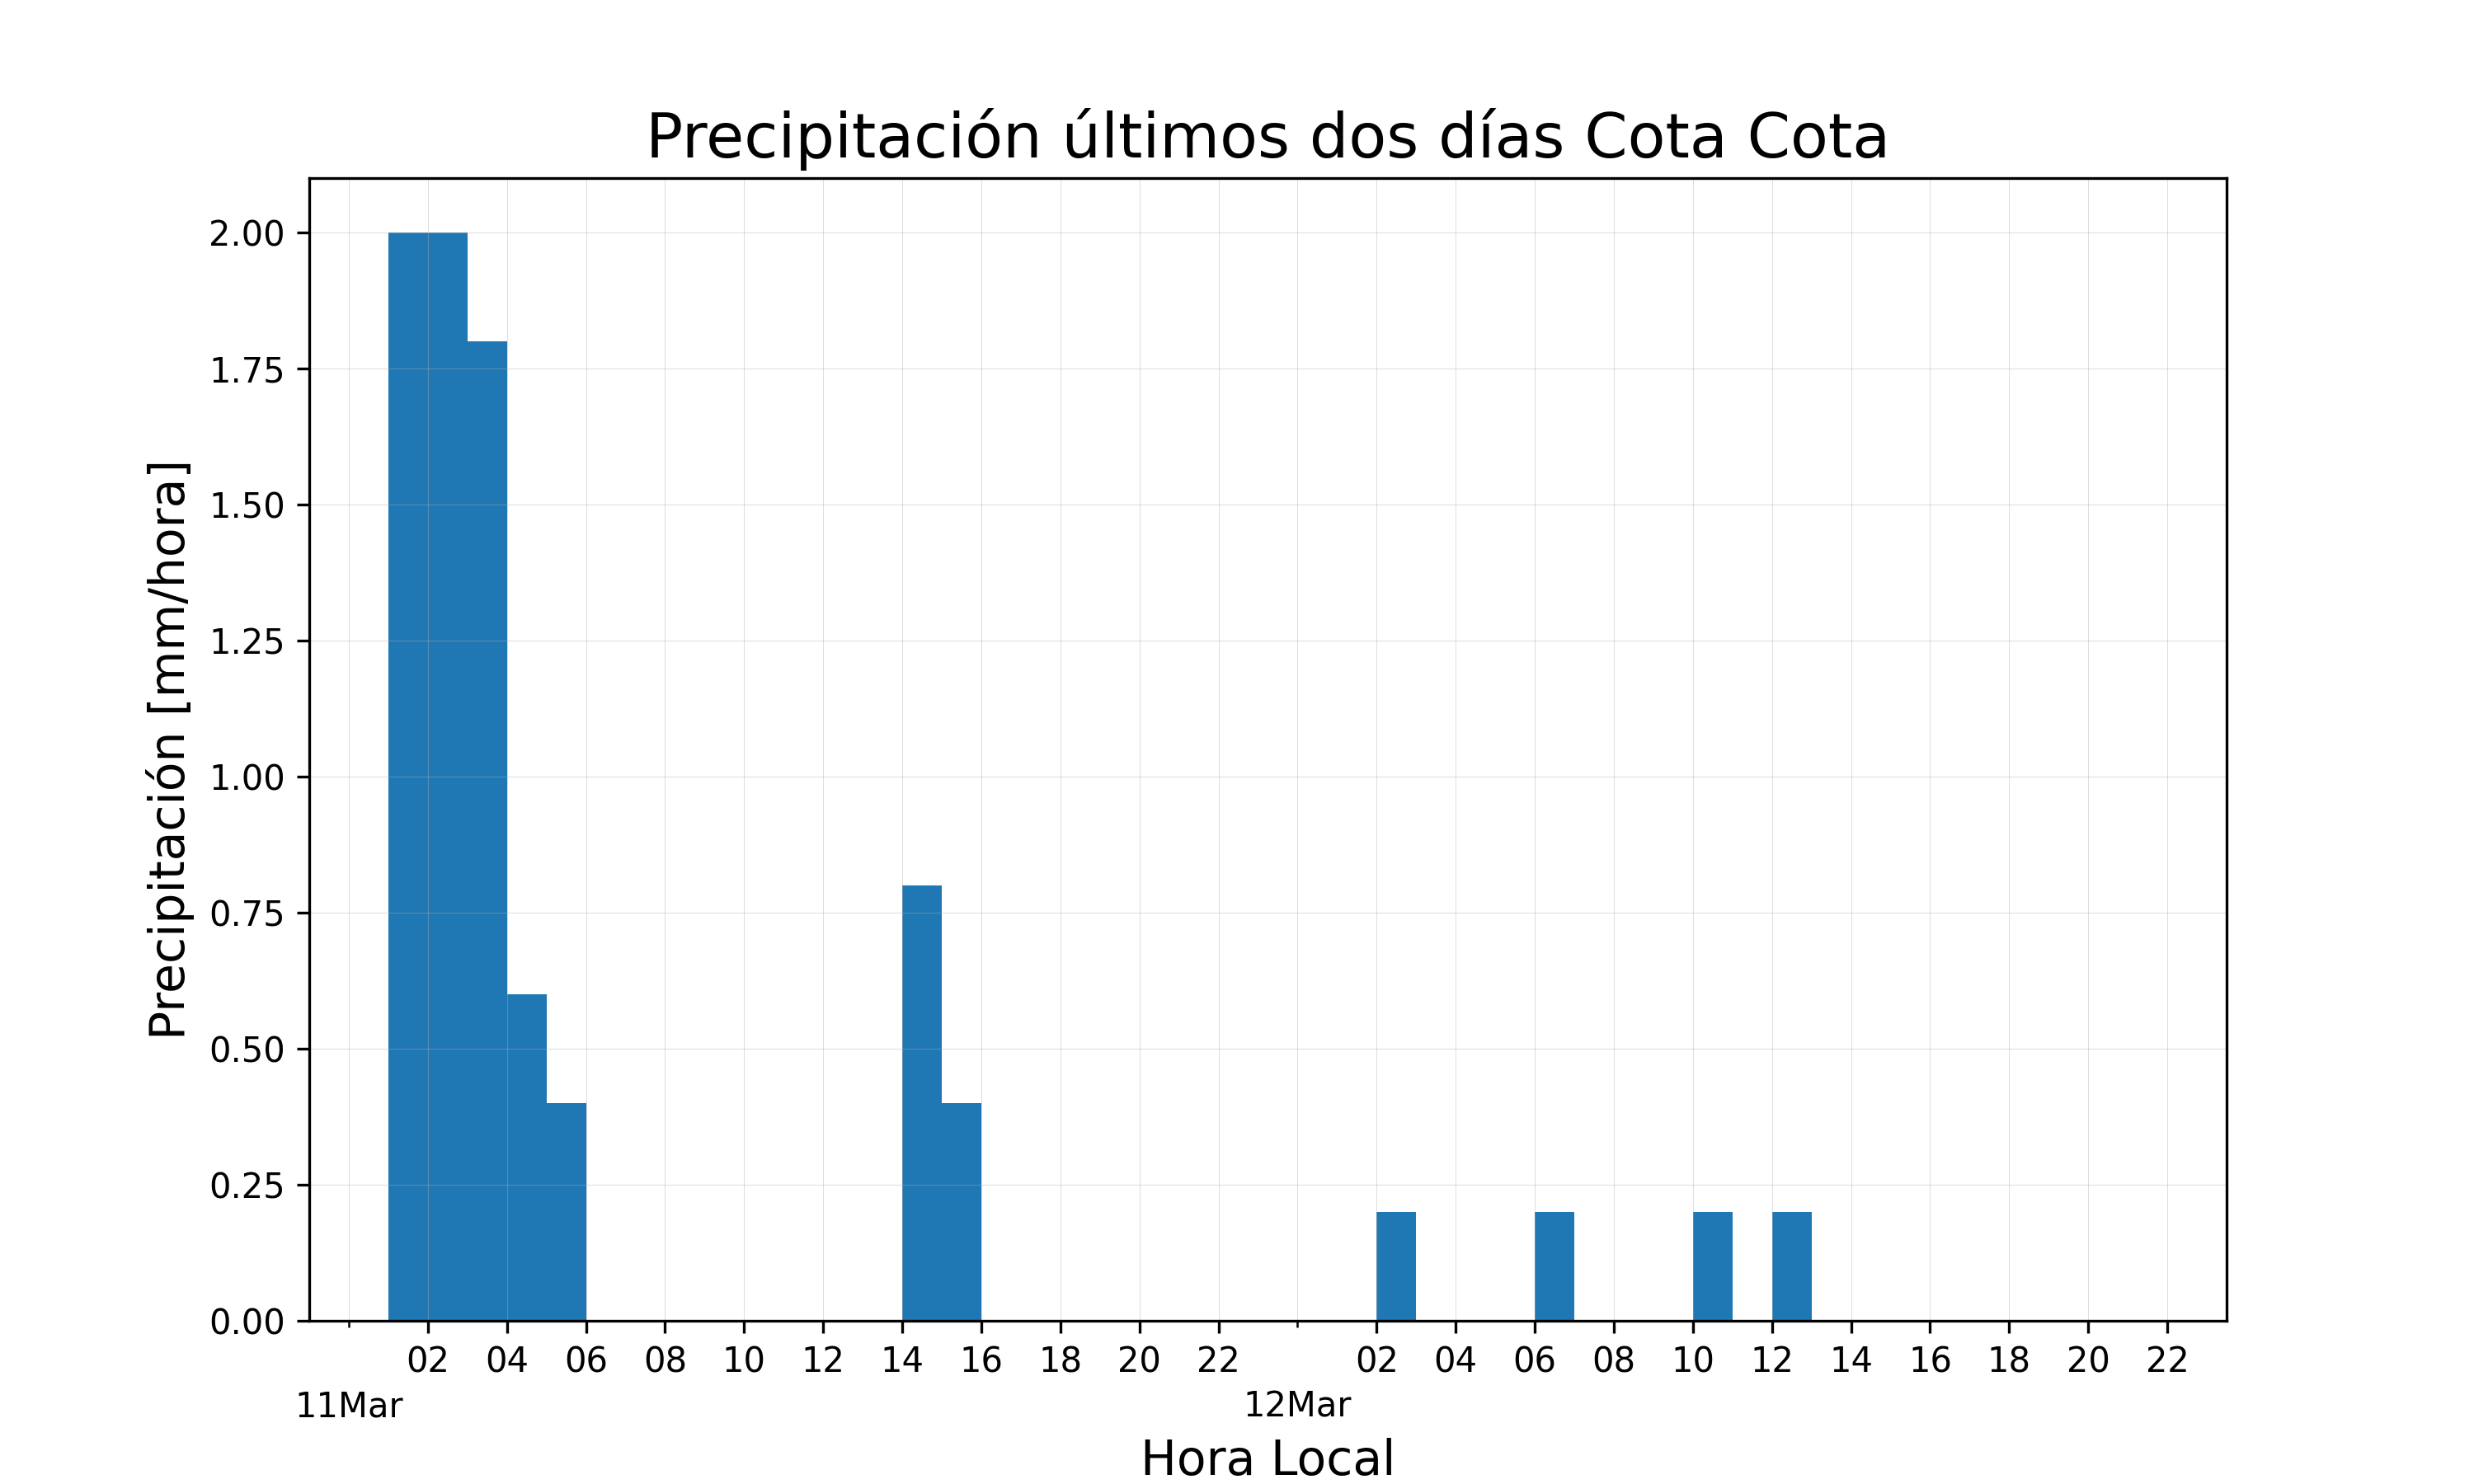 Precipitación últimos dos días Cota Cota
Precipitación [mm/hora]
2.00
1.75
1.50
1.25
1.00
0.75
0.50
0.25
0.00
02 04 06 08 10 12 14 16 18 20 22 02 04 06 08 10 12 14 16 18 20 22
11Mar 12Mar
Hora Local